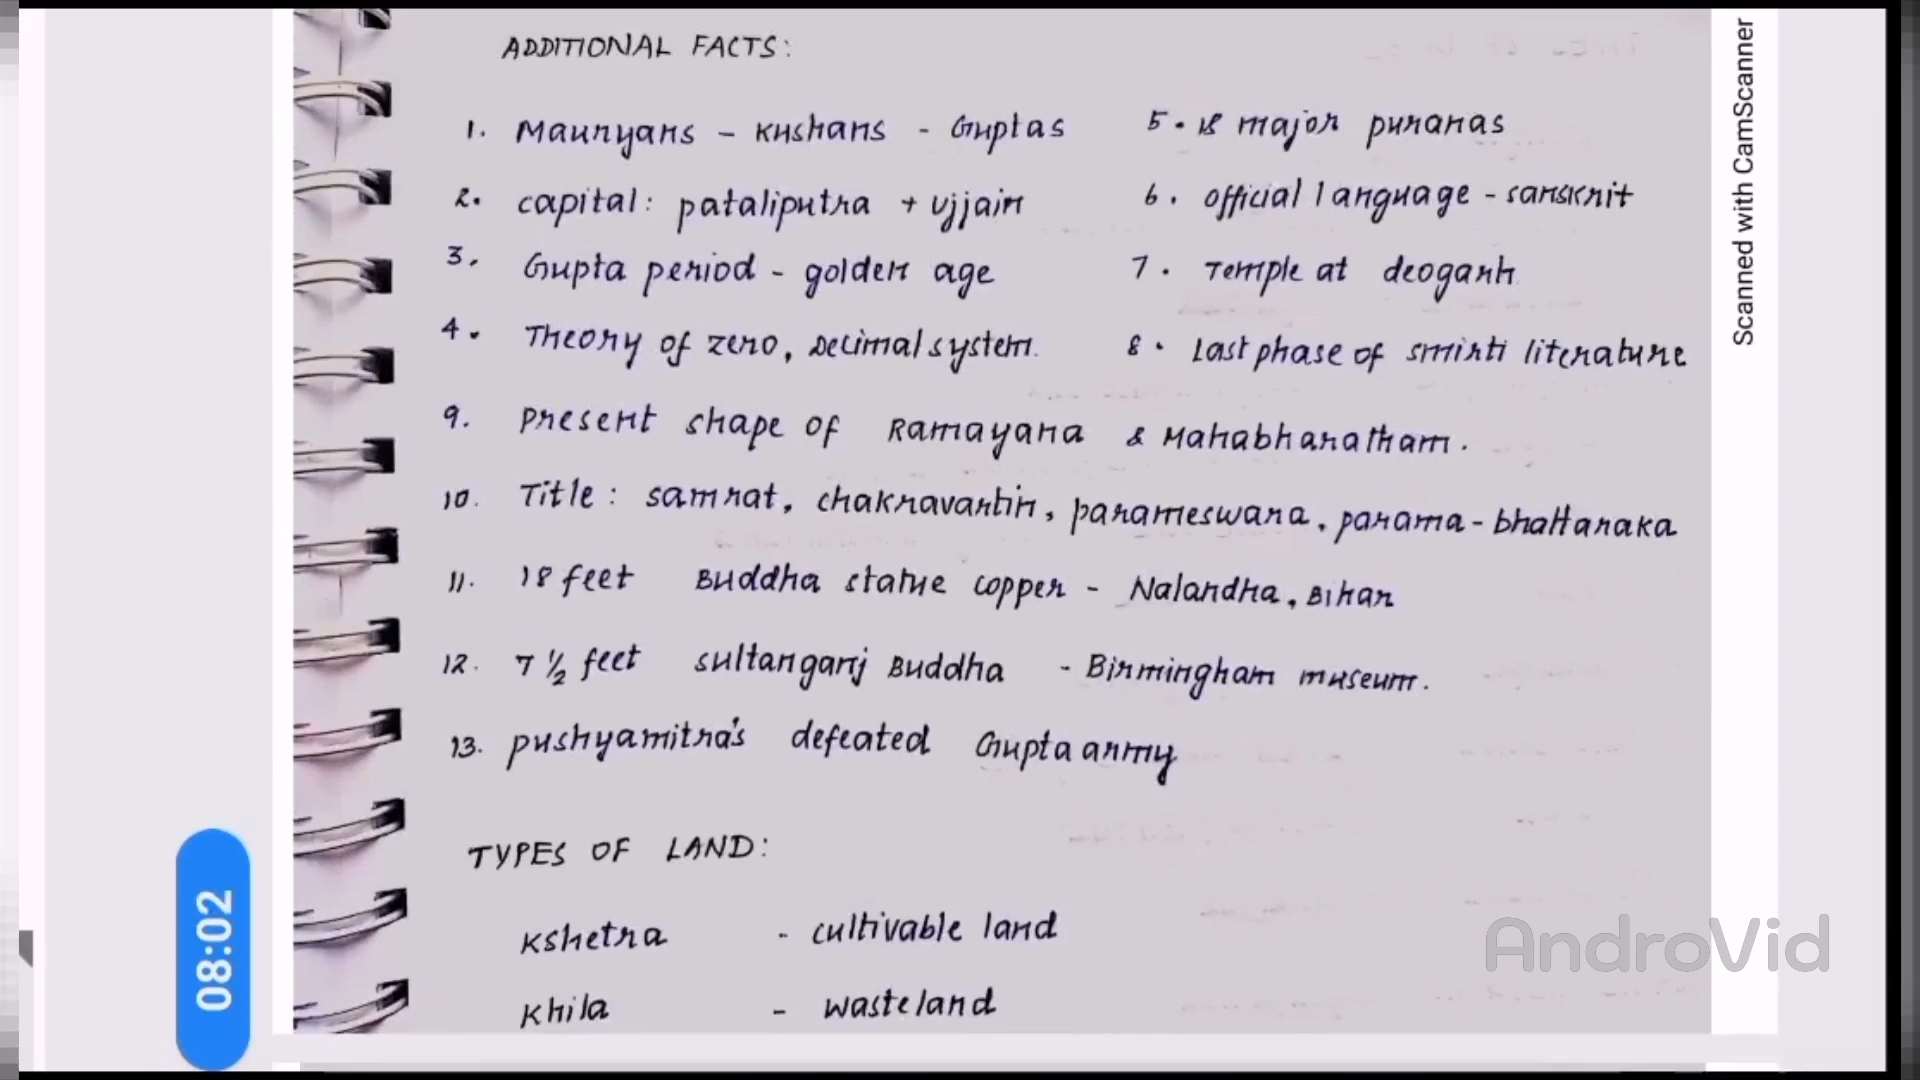 ADDITIONAL FACTS:
1. Mauryans - Kushans - Guptas
2. capital: pataliputra + Ujjain
3. Gupta period - golden age
4. Theory of zero, Decimal system.
5. 18 major puranas
6. official language - sanskrit
7. Temple at deogarh
8. Last phase of smirti literature
9. Present shape of Ramayana & Mahabharatham.
10. Title: samrat, chakravartin, parameswara, parama-bhattaraka
11. 18 feet Buddha statue copper - Nalandha, Bihar
12. 7 1/2 feet sultanganj Buddha - Birmingham museum.
13. pushyamitra's defeated Gupta army
TYPES OF LAND:
Kshetra - cultivable land
Khila - wasteland
Scanned with CamScanner
08:02
AndroVid